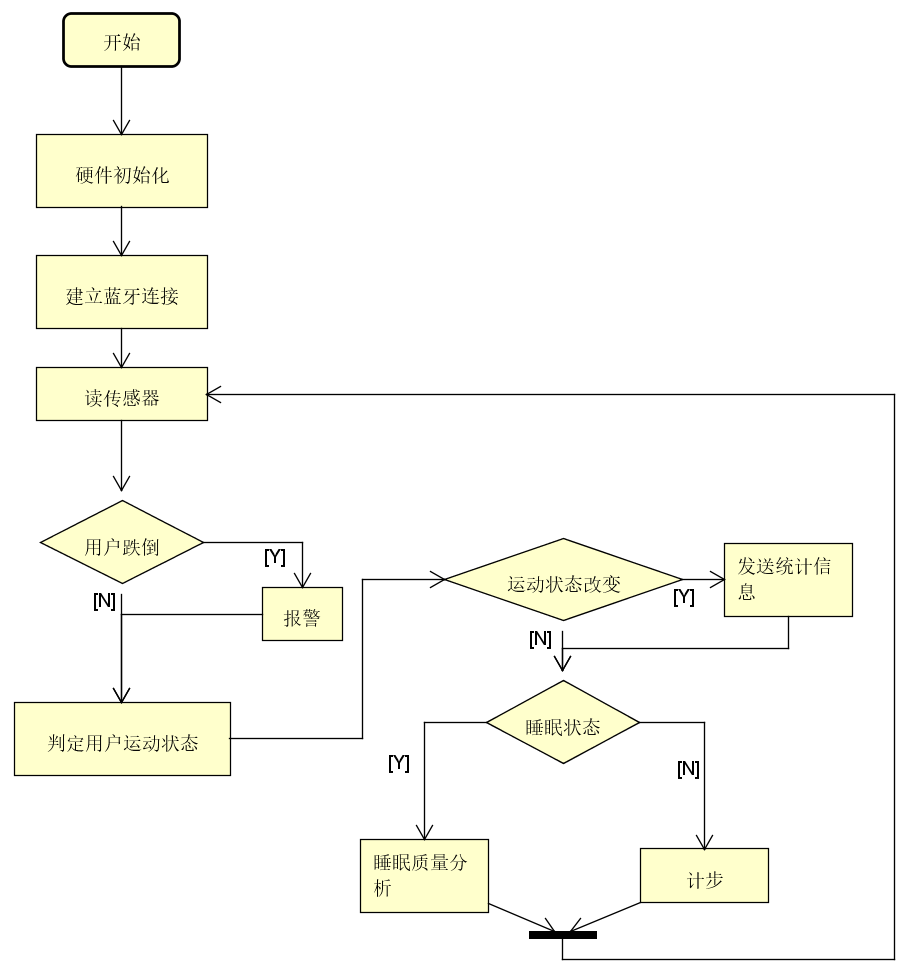 开始
硬件初始化
建立蓝牙连接
读传感器
用户跌倒
[Y]
[N]
报警
判定用户运动状态
运动状态改变
[Y]
发送统计信
息
[N]
睡眠状态
[Y]
[N]
睡眠质量分
析
计步